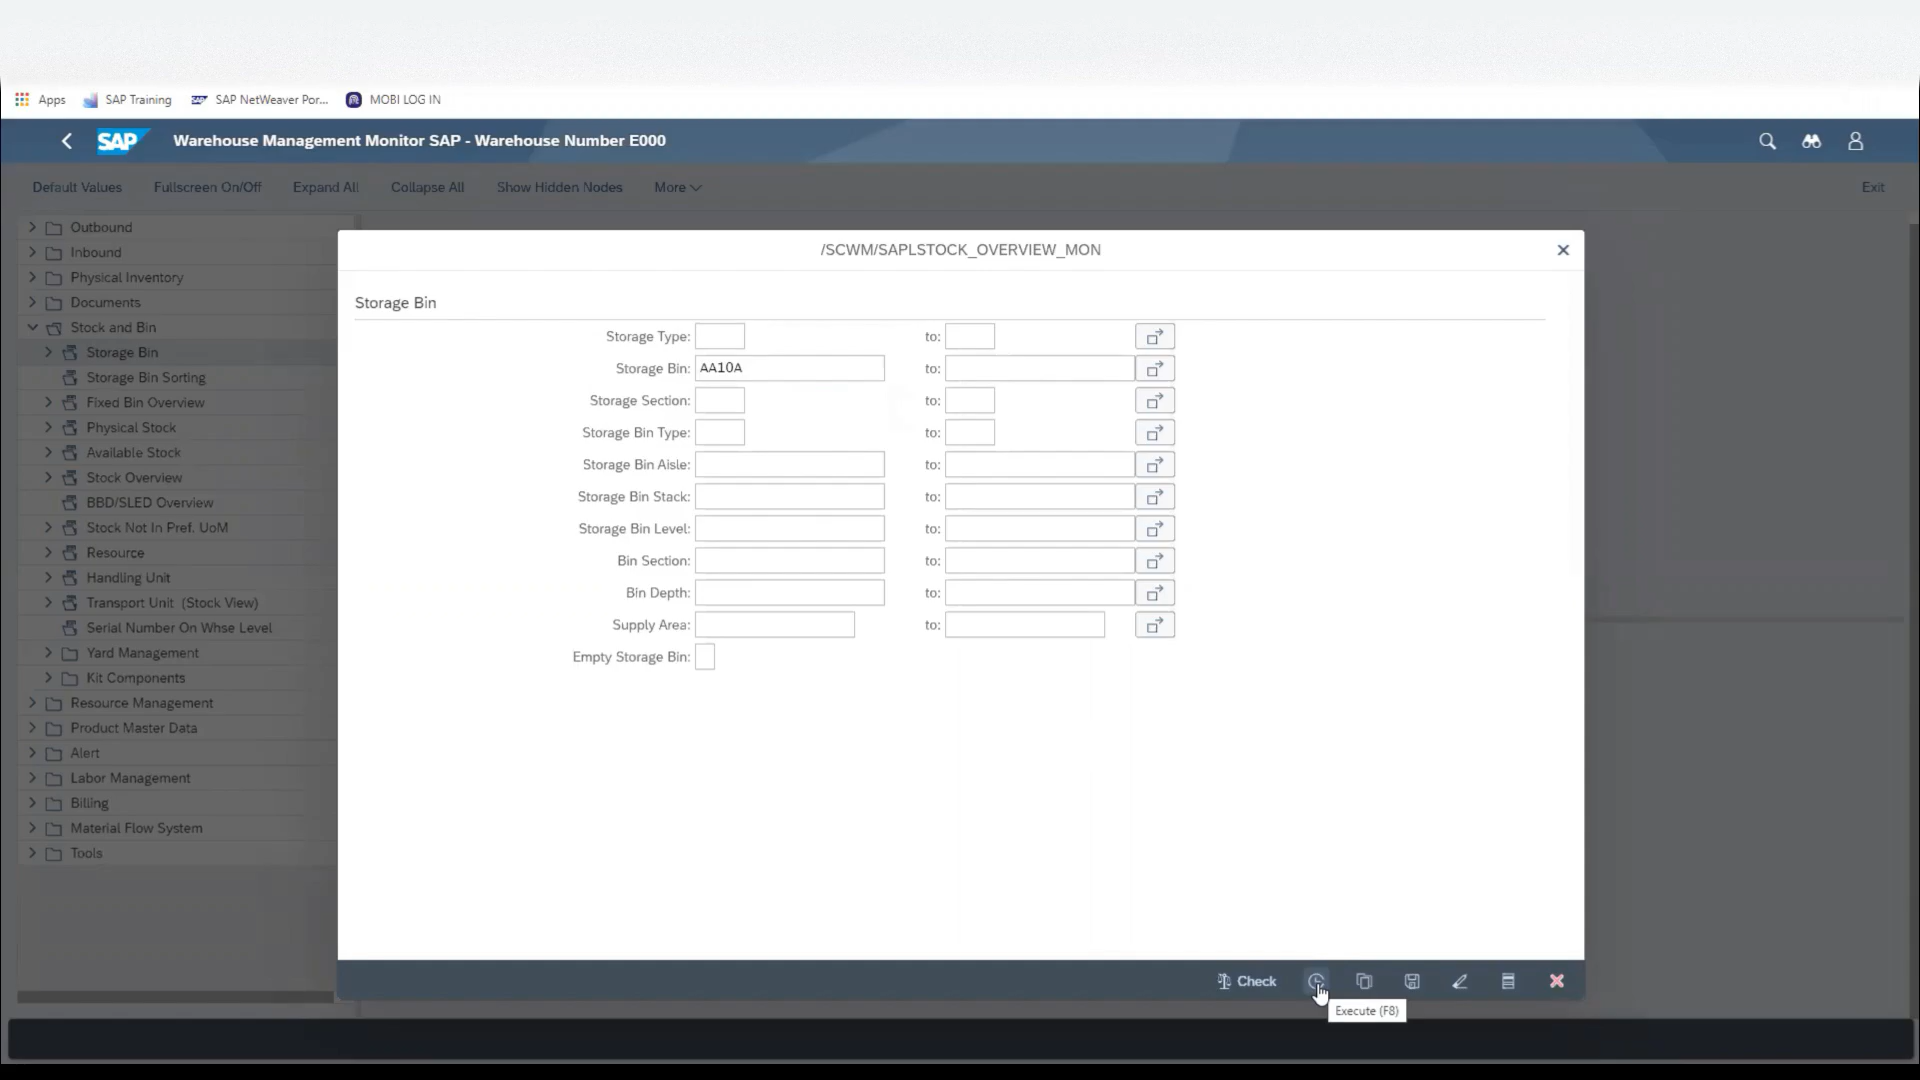 Apps SAP Training SAP NetWeaver Por... MOBI LOG IN
SAP Warehouse Management Monitor SAP - Warehouse Number E000
Default Values Fullscreen On/Off Expand All Collapse All Show Hidden Nodes More Exit
Outbound
Inbound
Physical Inventory
Documents
Stock and Bin
Storage Bin
Storage Bin Sorting
Fixed Bin Overview
Physical Stock
Available Stock
Stock Overview
BBD/SLED Overview
Stock Not In Pref. UoM
Resource
Handling Unit
Transport Unit (Stock View)
Serial Number On Whse Level
Yard Management
Kit Components
Resource Management
Product Master Data
Alert
Labor Management
Billing
Material Flow System
Tools
/SCWM/SAPLSTOCK_OVERVIEW_MON
Storage Bin
Storage Type: to:
Storage Bin: AA10A to:
Storage Section: to:
Storage Bin Type: to:
Storage Bin Aisle: to:
Storage Bin Stack: to:
Storage Bin Level: to:
Bin Section: to:
Bin Depth: to:
Supply Area: to:
Empty Storage Bin:
Check
Execute (F8)